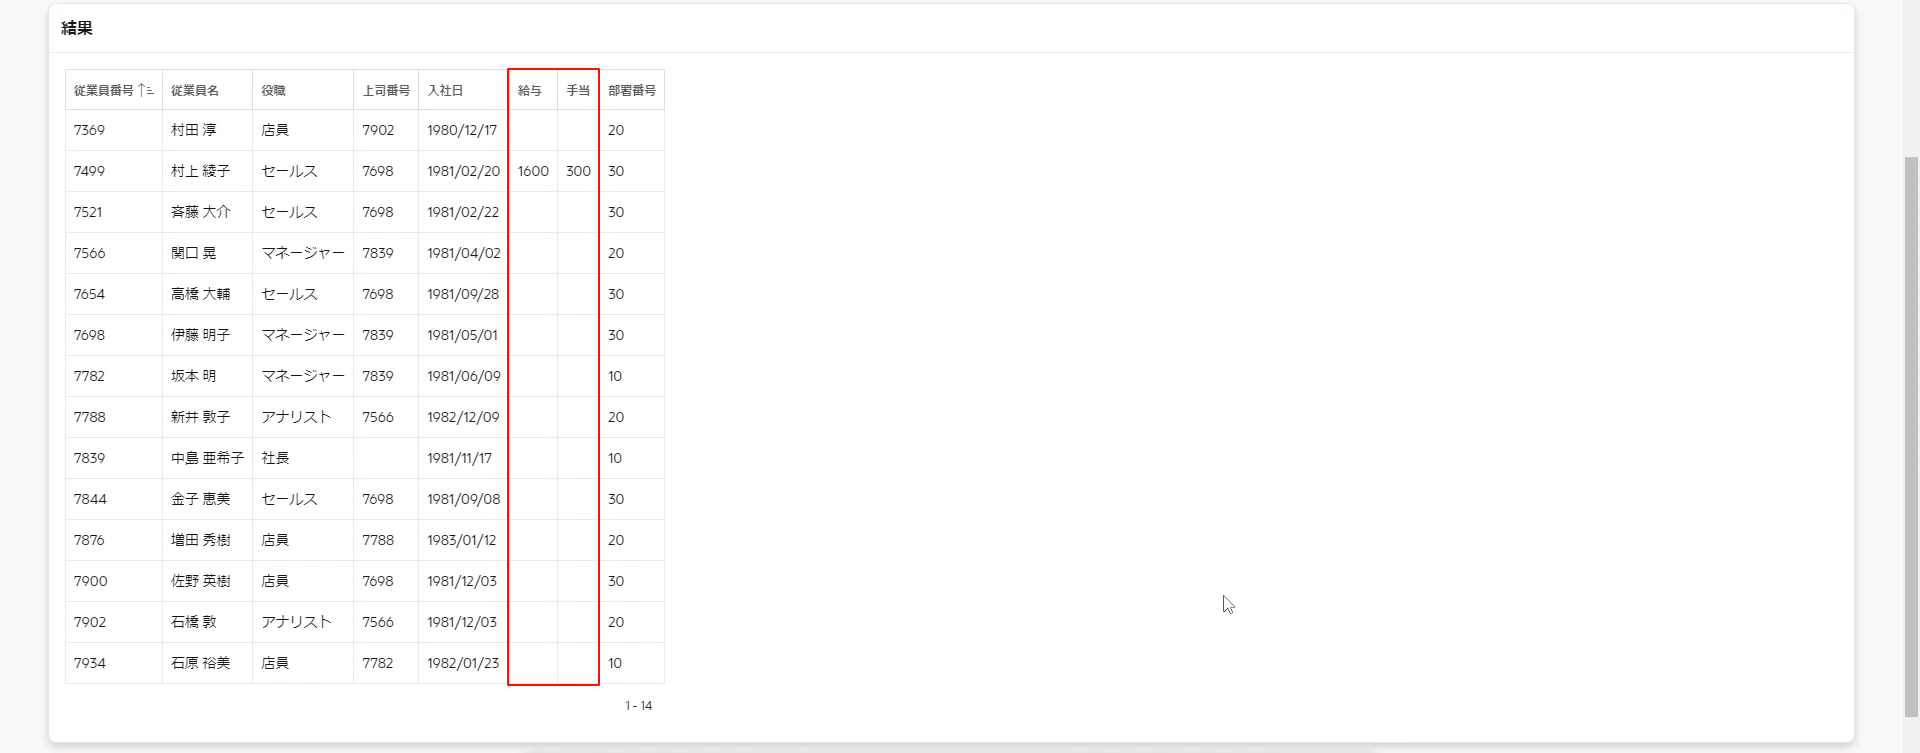 結果
従業員番号 従業員名 役職 上司番号 入社日 給与 手当 部署番号
7369 村田 淳 店員 7902 1980/12/17 20
7499 村上 綾子 セールス 7698 1981/02/20 1600 300 30
7521 斉藤 大介 セールス 7698 1981/02/22 30
7566 関口 晃 マネージャー 7839 1981/04/02 20
7654 高橋 大輔 セールス 7698 1981/09/28 30
7698 伊藤 明子 マネージャー 7839 1981/05/01 30
7782 坂本 明 マネージャー 7839 1981/06/09 10
7788 新井 敦子 アナリスト 7566 1982/12/09 20
7839 中島 亜希子 社長 1981/11/17 10
7844 金子 恵美 セールス 7698 1981/09/08 30
7876 増田 秀樹 店員 7788 1983/01/12 20
7900 佐野 英樹 店員 7698 1981/12/03 30
7902 石橋 敦 アナリスト 7566 1981/12/03 20
7934 石原 裕美 店員 7782 1982/01/23 10
1 - 14